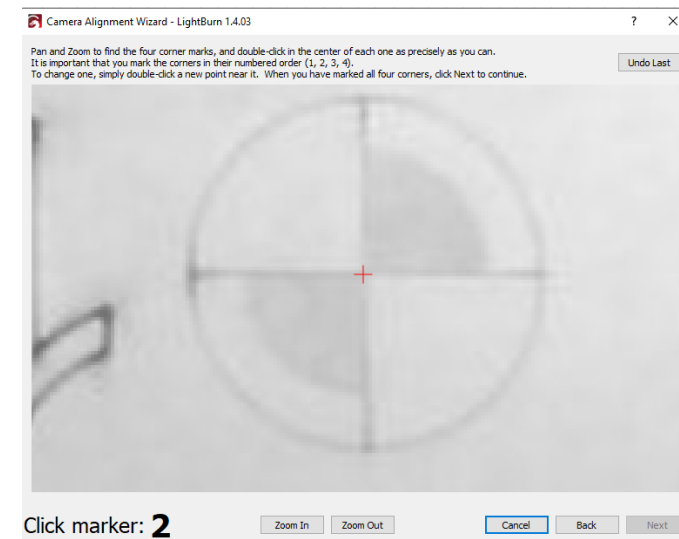 Camera Alignment Wizard - LightBurn 1.4.03
?
Pan and Zoom to find the four corner marks, and double-click in the center of each one as precisely as you can.
It is important that you mark the corners in their numbered order (1, 2, 3, 4).
To change one, simply double-click a new point near it. When you have marked all four corners, click Next to continue.
Undo Last
Click marker: 2
Zoom In
Zoom Out
Cancel
Back
Next